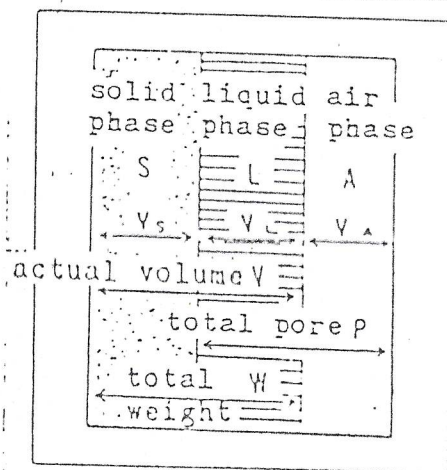 solid liquid air
phase phase phase
S L A
Vs VL VA
actual volume V
total pore P
total W
weight